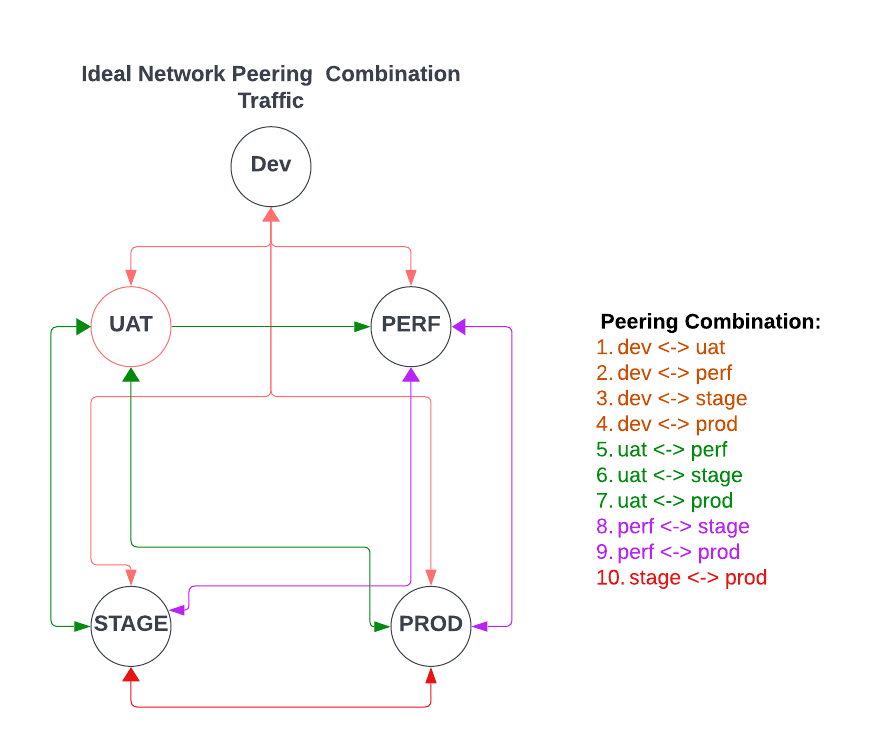 Ideal Network Peering Combination
Traffic
Dev
UAT
PERF
STAGE
PROD
Peering Combination:
1. dev <-> uat
2. dev <-> perf
3. dev <-> stage
4. dev <-> prod
5. uat <-> perf
6. uat <-> stage
7. uat <-> prod
8. perf <-> stage
9. perf <-> prod
10. stage <-> prod